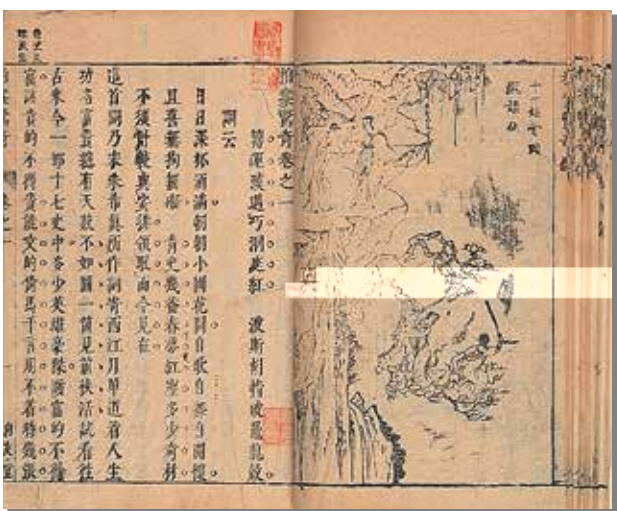 拍案驚奇卷之一
轉運漢遇巧洞庭紅 波斯胡指破鼉龍殼
詞云
日日深杯酒滿朝朝小圃花開自歌自舞自開懷
且喜無拘無礙 青史幾番春夢紅塵多少奇材
不須計較與安排領取而今見在
這首詞乃宋朱希真所作詞寄西江月單道着人生
功名富貴總有天數不如圖一箇見前快活試看往
古來今一部十七史中多少英雄豪傑該富的不得
富該貴的不得貴能文的倚馬千言用不着時幾張